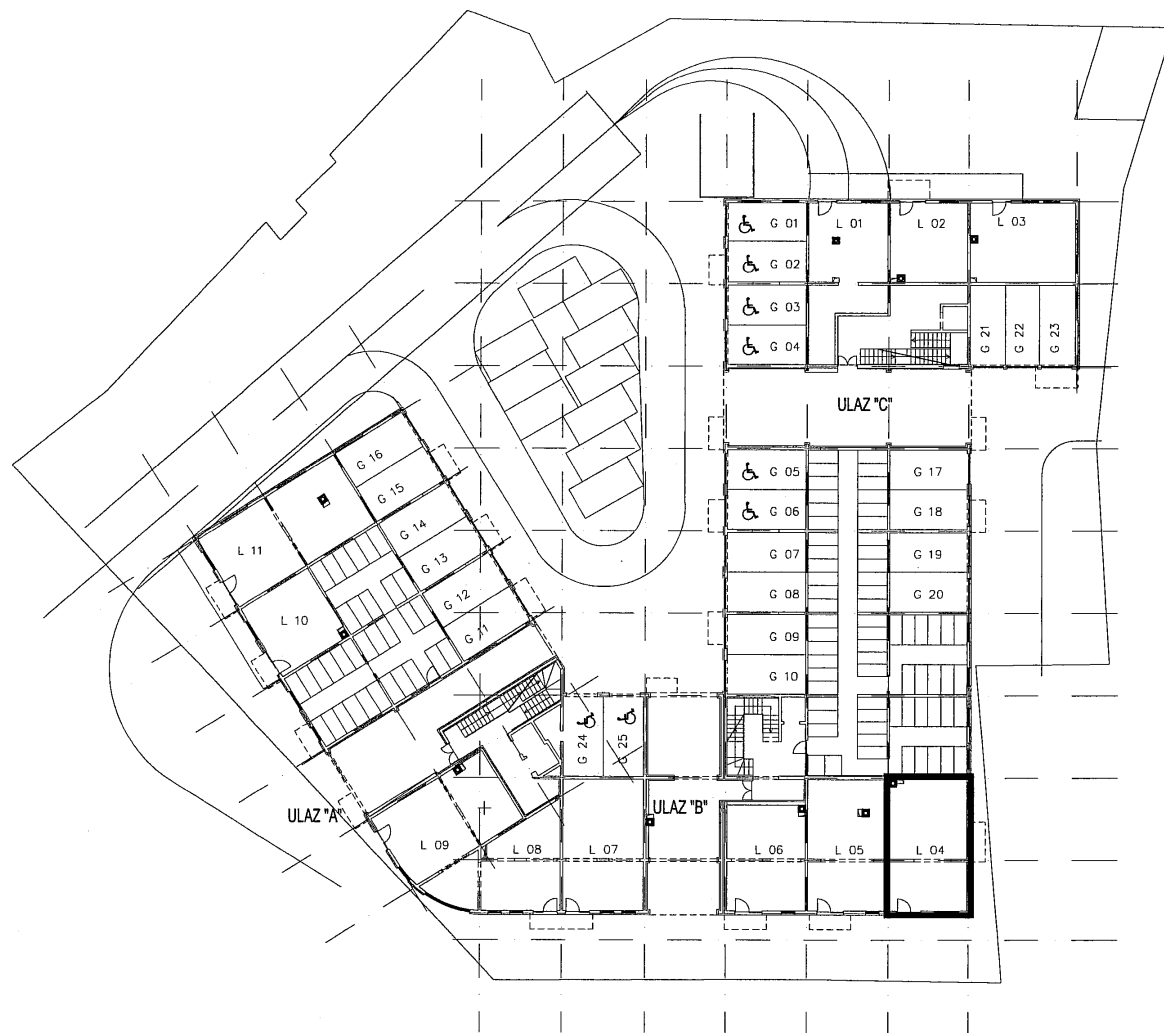 G 01
L 01
L 02
L 03
G 02
G 03
G 04
G 21
G 22
G 23
ULAZ "C"
G 16
G 15
G 14
G 13
G 12
G 11
L 11
L 10
G 05
G 06
G 07
G 08
G 09
G 10
G 17
G 18
G 19
G 20
G 24
G 25
ULAZ "A"
ULAZ "B"
L 09
L 08
L 07
L 06
L 05
L 04